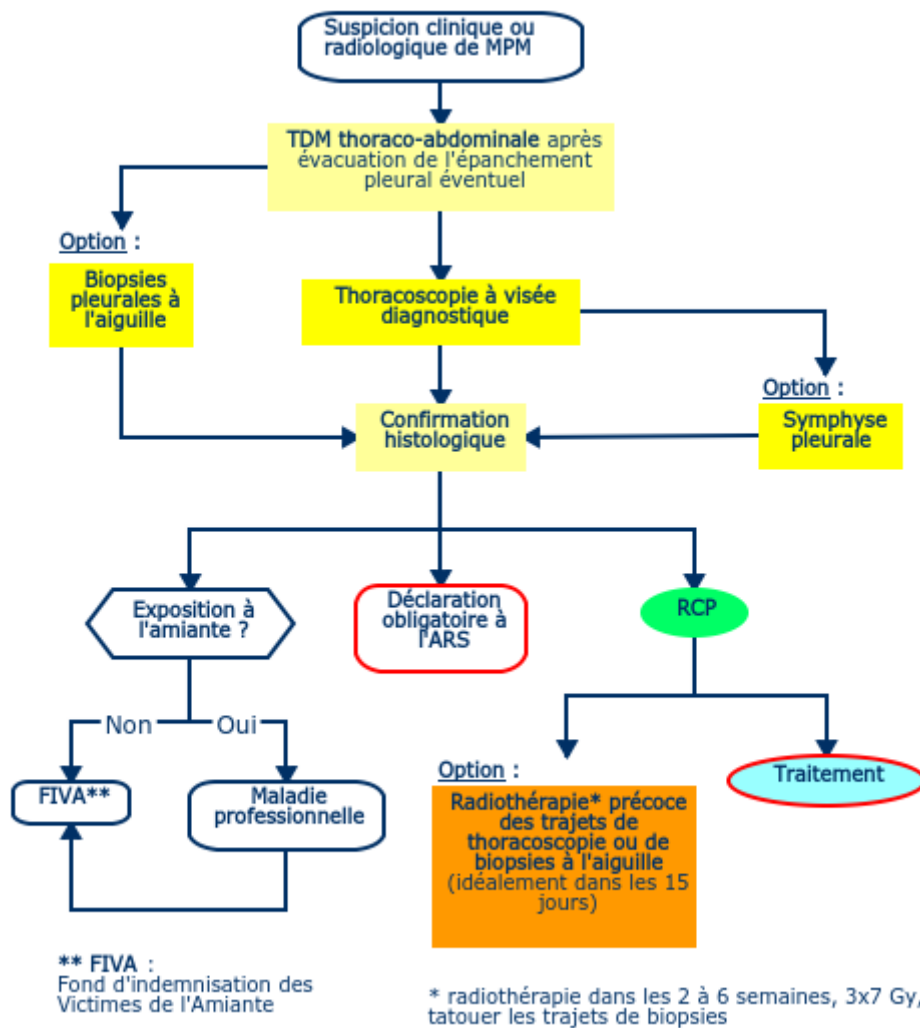 Suspicion clinique ou
radiologique de MPM
TDM thoraco-abdominale après
évacuation de l'épanchement
pleural éventuel
Option :
Biopsies
pleurales à
l'aiguille
Thoracoscopie à visée
diagnostique
Option :
Symphyse
pleurale
Confirmation
histologique
Exposition à
l'amiante ?
Déclaration
obligatoire à
l'ARS
RCP
Non
Oui
FIVA**
Maladie
professionnelle
Option :
Radiothérapie* précoce
des trajets de
thoracoscopie ou de
biopsies à l'aiguille
(idéalement dans les 15
jours)
Traitement
** FIVA :
Fond d'indemnisation des
Victimes de l'Amiante
* radiothérapie dans les 2 à 6 semaines, 3x7 Gy,
tatouer les trajets de biopsies